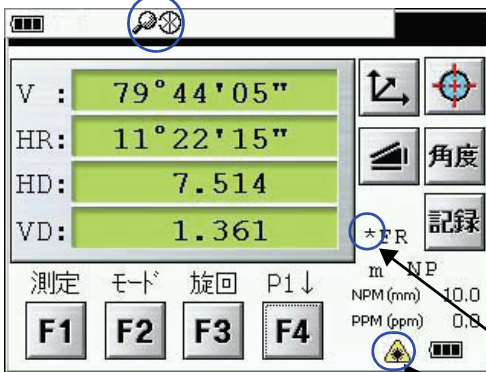 V : 79°44'05"
HR: 11°22'15"
HD: 7.514
VD: 1.361
角度
記録
*FR
m NP
NPM (mm) 10.0
PPM (ppm) 0.0
測定 モード 旋回 P1↓
F1 F2 F3 F4